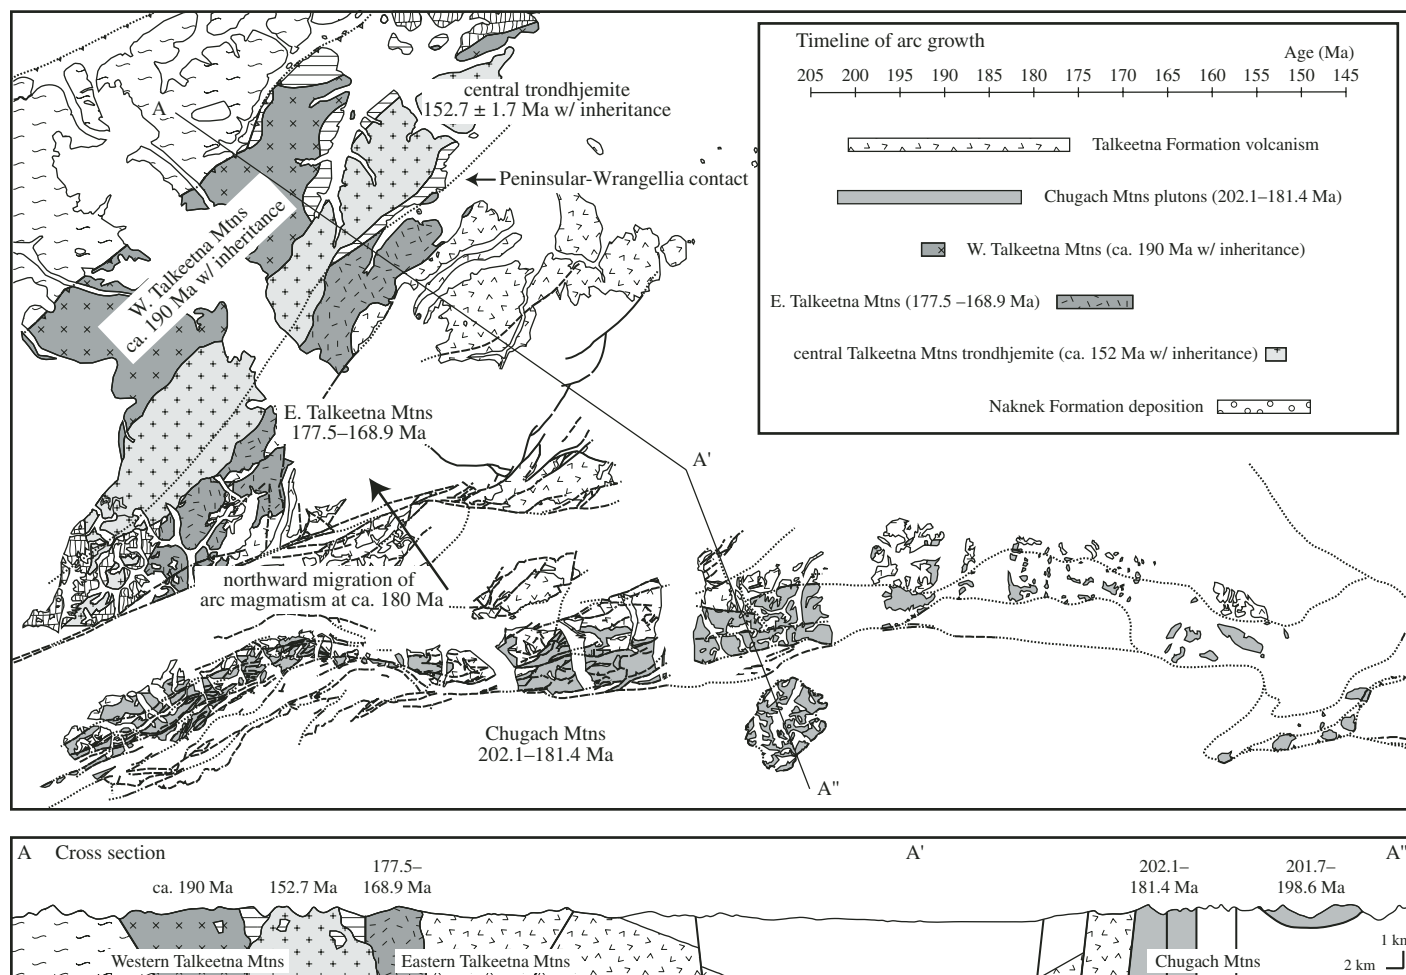 Timeline of arc growth
Age (Ma)
205 200 195 190 185 180 175 170 165 160 155 150 145
Talkeetna Formation volcanism
Chugach Mtns plutons (202.1–181.4 Ma)
W. Talkeetna Mtns (ca. 190 Ma w/ inheritance)
E. Talkeetna Mtns (177.5 –168.9 Ma)
central Talkeetna Mtns trondhjemite (ca. 152 Ma w/ inheritance)
Naknek Formation deposition
A
central trondhjemite
152.7 ± 1.7 Ma w/ inheritance
Peninsular-Wrangellia contact
W. Talkeetna Mtns
ca. 190 Ma w/ inheritance
E. Talkeetna Mtns
177.5–168.9 Ma
A'
northward migration of
arc magmatism at ca. 180 Ma
Chugach Mtns
202.1–181.4 Ma
A"
A Cross section A' A"
ca. 190 Ma
152.7 Ma
177.5–
168.9 Ma
202.1–
181.4 Ma
201.7–
198.6 Ma
Western Talkeetna Mtns
Eastern Talkeetna Mtns
Chugach Mtns
1 km
2 km